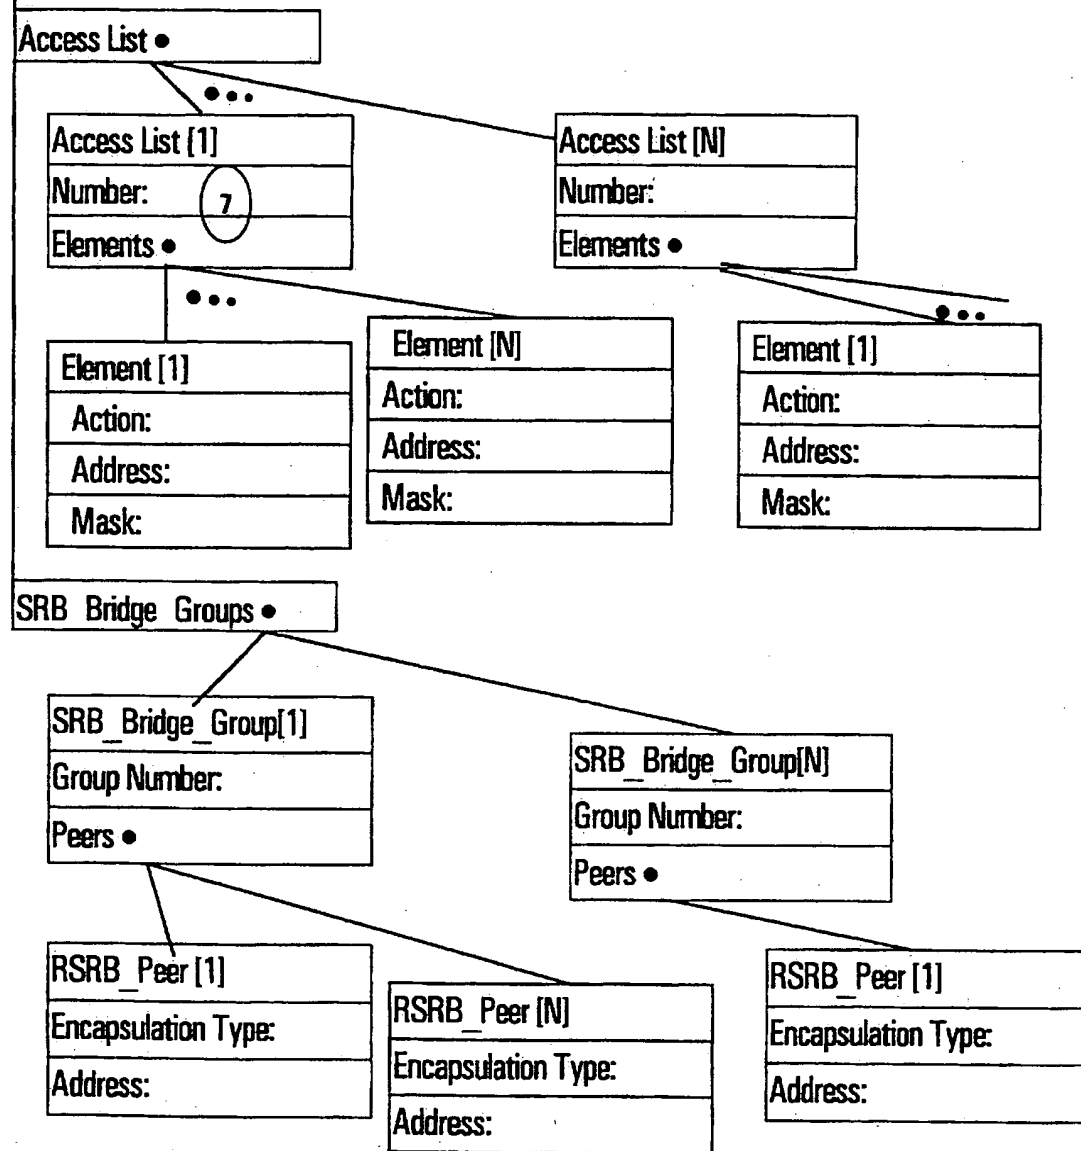 Access List •
Access List [1]
Number:
7
Elements •
Access List [N]
Number:
Elements •
Element [1]
Action:
Address:
Mask:
Element [N]
Action:
Address:
Mask:
Element [1]
Action:
Address:
Mask:
SRB Bridge Groups •
SRB_Bridge_Group[1]
Group Number:
Peers •
SRB_Bridge_Group[N]
Group Number:
Peers •
RSRB_Peer [1]
Encapsulation Type:
Address:
RSRB_Peer [N]
Encapsulation Type:
Address:
RSRB_Peer [1]
Encapsulation Type:
Address: